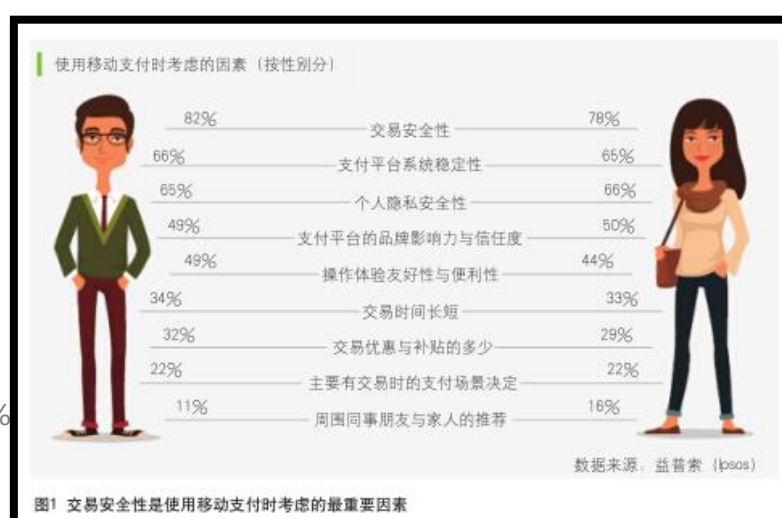 使用移动支付时考虑的因素（按性别分）
82% 交易安全性 78%
66% 支付平台系统稳定性 65%
65% 个人隐私安全性 66%
49% 支付平台的品牌影响力与信任度 50%
49% 操作体验友好性与便利性 44%
34% 交易时间长短 33%
32% 交易优惠与补贴的多少 29%
22% 主要有交易时的支付场景决定 22%
11% 周围同事朋友与家人的推荐 16%
%
数据来源：益普索（Ipsos）
图1 交易安全性是使用移动支付时考虑的最重要因素